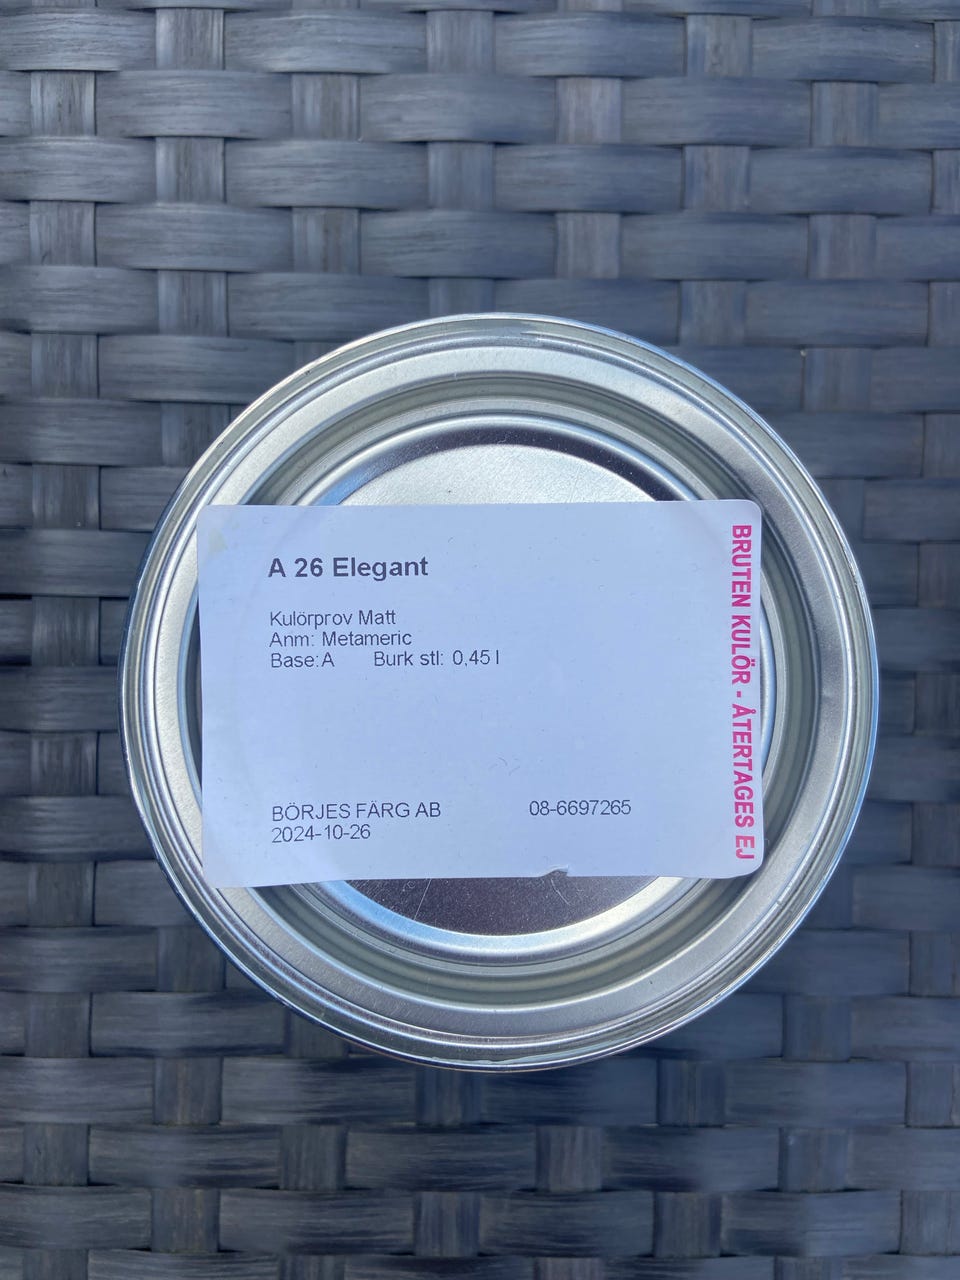 A 26 Elegant
Kulörprov Matt
Anm: Metameric
Base:A Burk stl: 0,45 l
BÖRJES FÄRG AB 08-6697265
2024-10-26
BRUTEN KULÖR - ÅTERTAGES EJ